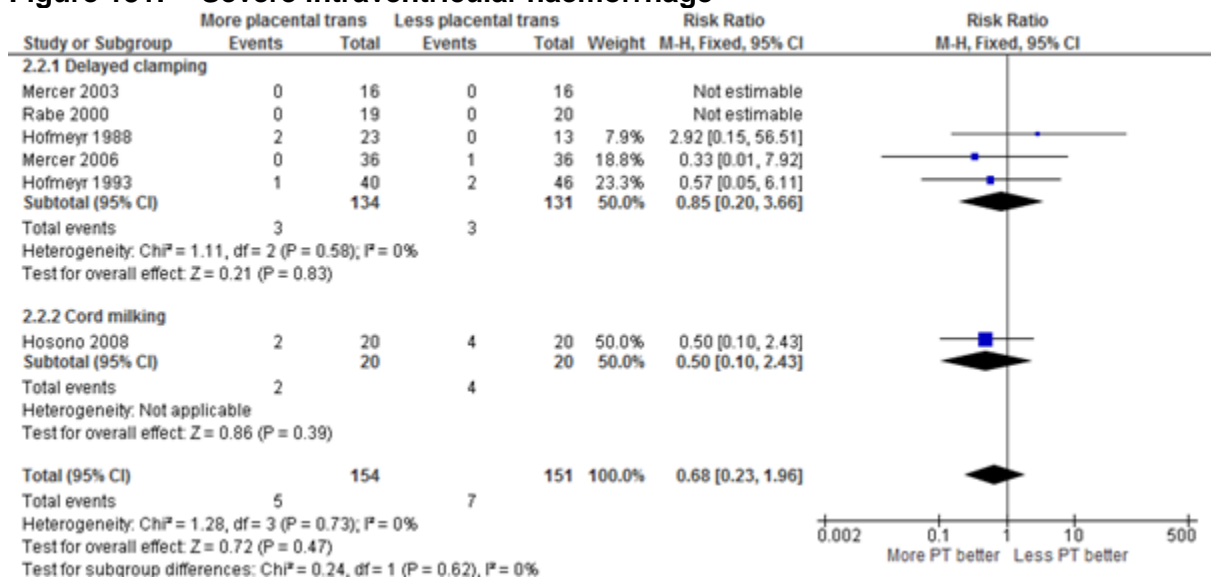 More placental trans Less placental trans Risk Ratio Risk Ratio
Study or Subgroup Events Total Events Total Weight M-H, Fixed, 95% CI M-H, Fixed, 95% CI
2.2.1 Delayed clamping
Mercer 2003 0 16 0 16 Not estimable
Rabe 2000 0 19 0 20 Not estimable
Hofmeyr 1988 2 23 0 13 7.9% 2.92 [0.15, 56.51]
Mercer 2006 0 36 1 36 18.8% 0.33 [0.01, 7.92]
Hofmeyr 1993 1 40 2 46 23.3% 0.57 [0.05, 6.11]
Subtotal (95% CI) 134 131 50.0% 0.85 [0.20, 3.66]
Total events 3 3
Heterogeneity: Chi² = 1.11, df = 2 (P = 0.58); I² = 0%
Test for overall effect: Z = 0.21 (P = 0.83)
2.2.2 Cord milking
Hosono 2008 2 20 4 20 50.0% 0.50 [0.10, 2.43]
Subtotal (95% CI) 20 20 50.0% 0.50 [0.10, 2.43]
Total events 2 4
Heterogeneity: Not applicable
Test for overall effect: Z = 0.86 (P = 0.39)
Total (95% CI) 154 151 100.0% 0.68 [0.23, 1.96]
Total events 5 7
Heterogeneity: Chi² = 1.28, df = 3 (P = 0.73); I² = 0%
Test for overall effect: Z = 0.72 (P = 0.47)
Test for subgroup differences: Chi² = 0.24, df = 1 (P = 0.62), I² = 0%
0.002 0.1 1 10 500
More PT better Less PT better